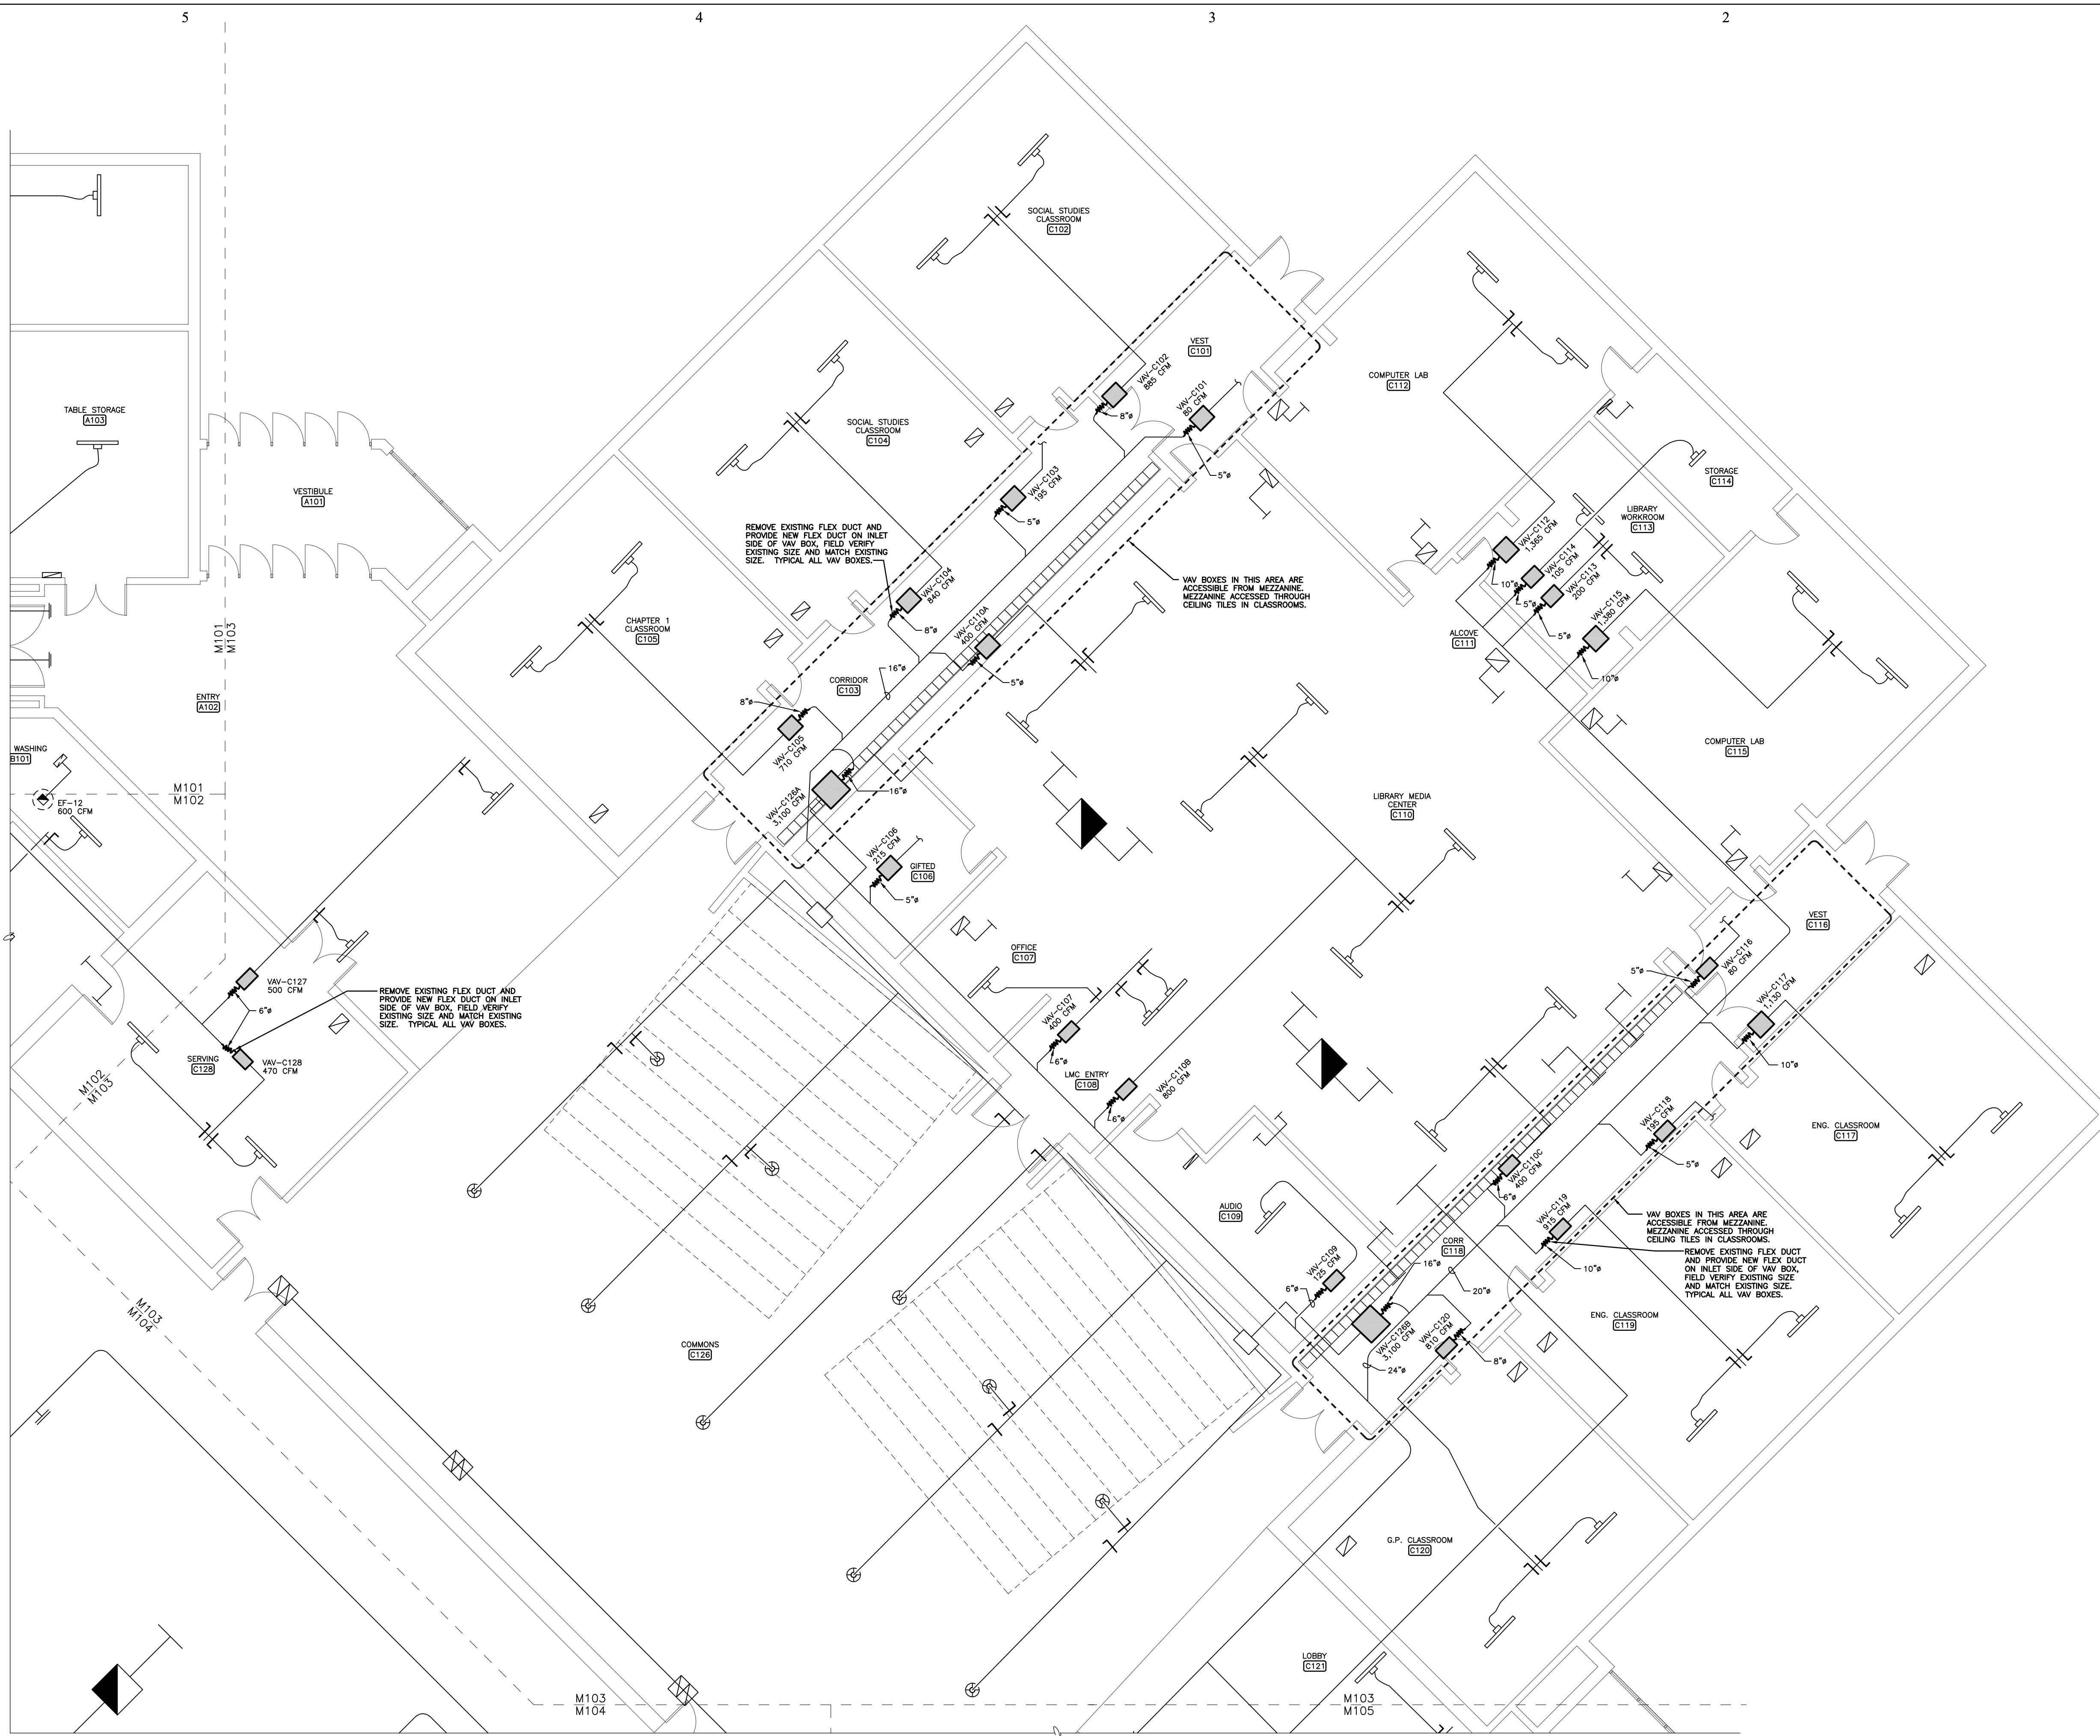 5
4
3
2
SOCIAL STUDIES
CLASSROOM
C102
VEST
C101
VAV-C102
885 CFM
8"ø
VAV-C101
80 CFM
5"ø
COMPUTER LAB
C112
TABLE STORAGE
A103
SOCIAL STUDIES
CLASSROOM
C104
VAV-C103
195 CFM
5"ø
STORAGE
C114
VESTIBULE
A101
LIBRARY
WORKROOM
C113
REMOVE EXISTING FLEX DUCT AND
PROVIDE NEW FLEX DUCT ON INLET
SIDE OF VAV BOX, FIELD VERIFY
EXISTING SIZE AND MATCH EXISTING
SIZE. TYPICAL ALL VAV BOXES.
VAV-C112
1,365 CFM
10"ø
VAV-C114
105 CFM
5"ø
VAV-C113
200 CFM
5"ø
VAV-C115
1,380 CFM
10"ø
VAV BOXES IN THIS AREA ARE
ACCESSIBLE FROM MEZZANINE.
MEZZANINE ACCESSED THROUGH
CEILING TILES IN CLASSROOMS.
VAV-C104
840 CFM
8"ø
CHAPTER 1
CLASSROOM
C105
M101
M103
VAV-C110A
400 CFM
5"ø
ALCOVE
C111
16"ø
CORRIDOR
C103
ENTRY
A102
8"ø
VAV-C105
710 CFM
WASHING
B101
COMPUTER LAB
C115
M101
M102
EF-12
600 CFM
VAV-C126A
3,100 CFM
16"ø
LIBRARY MEDIA
CENTER
C110
VAV-C106
215 CFM
5"ø
GIFTED
C106
VEST
C116
OFFICE
C107
VAV-C116
80 CFM
5"ø
VAV-C127
500 CFM
6"ø
REMOVE EXISTING FLEX DUCT AND
PROVIDE NEW FLEX DUCT ON INLET
SIDE OF VAV BOX, FIELD VERIFY
EXISTING SIZE AND MATCH EXISTING
SIZE. TYPICAL ALL VAV BOXES.
VAV-C107
400 CFM
6"ø
VAV-C117
1,130 CFM
10"ø
SERVING
C128
VAV-C128
470 CFM
LMC ENTRY
C108
VAV-C110B
800 CFM
6"ø
M102
M103
VAV-C118
195 CFM
5"ø
ENG. CLASSROOM
C117
VAV-C110C
400 CFM
6"ø
AUDIO
C109
VAV-C119
915 CFM
10"ø
VAV BOXES IN THIS AREA ARE
ACCESSIBLE FROM MEZZANINE.
MEZZANINE ACCESSED THROUGH
CEILING TILES IN CLASSROOMS.
REMOVE EXISTING FLEX DUCT
AND PROVIDE NEW FLEX DUCT
ON INLET SIDE OF VAV BOX,
FIELD VERIFY EXISTING SIZE
AND MATCH EXISTING SIZE.
TYPICAL ALL VAV BOXES.
CORR
C118
16"ø
VAV-C109
125 CFM
6"ø
20"ø
M103
M104
ENG. CLASSROOM
C119
COMMONS
C126
VAV-C126B
3,100 CFM
VAV-C120
810 CFM
8"ø
24"ø
G.P. CLASSROOM
C120
LOBBY
C121
M103
M104
M103
M105